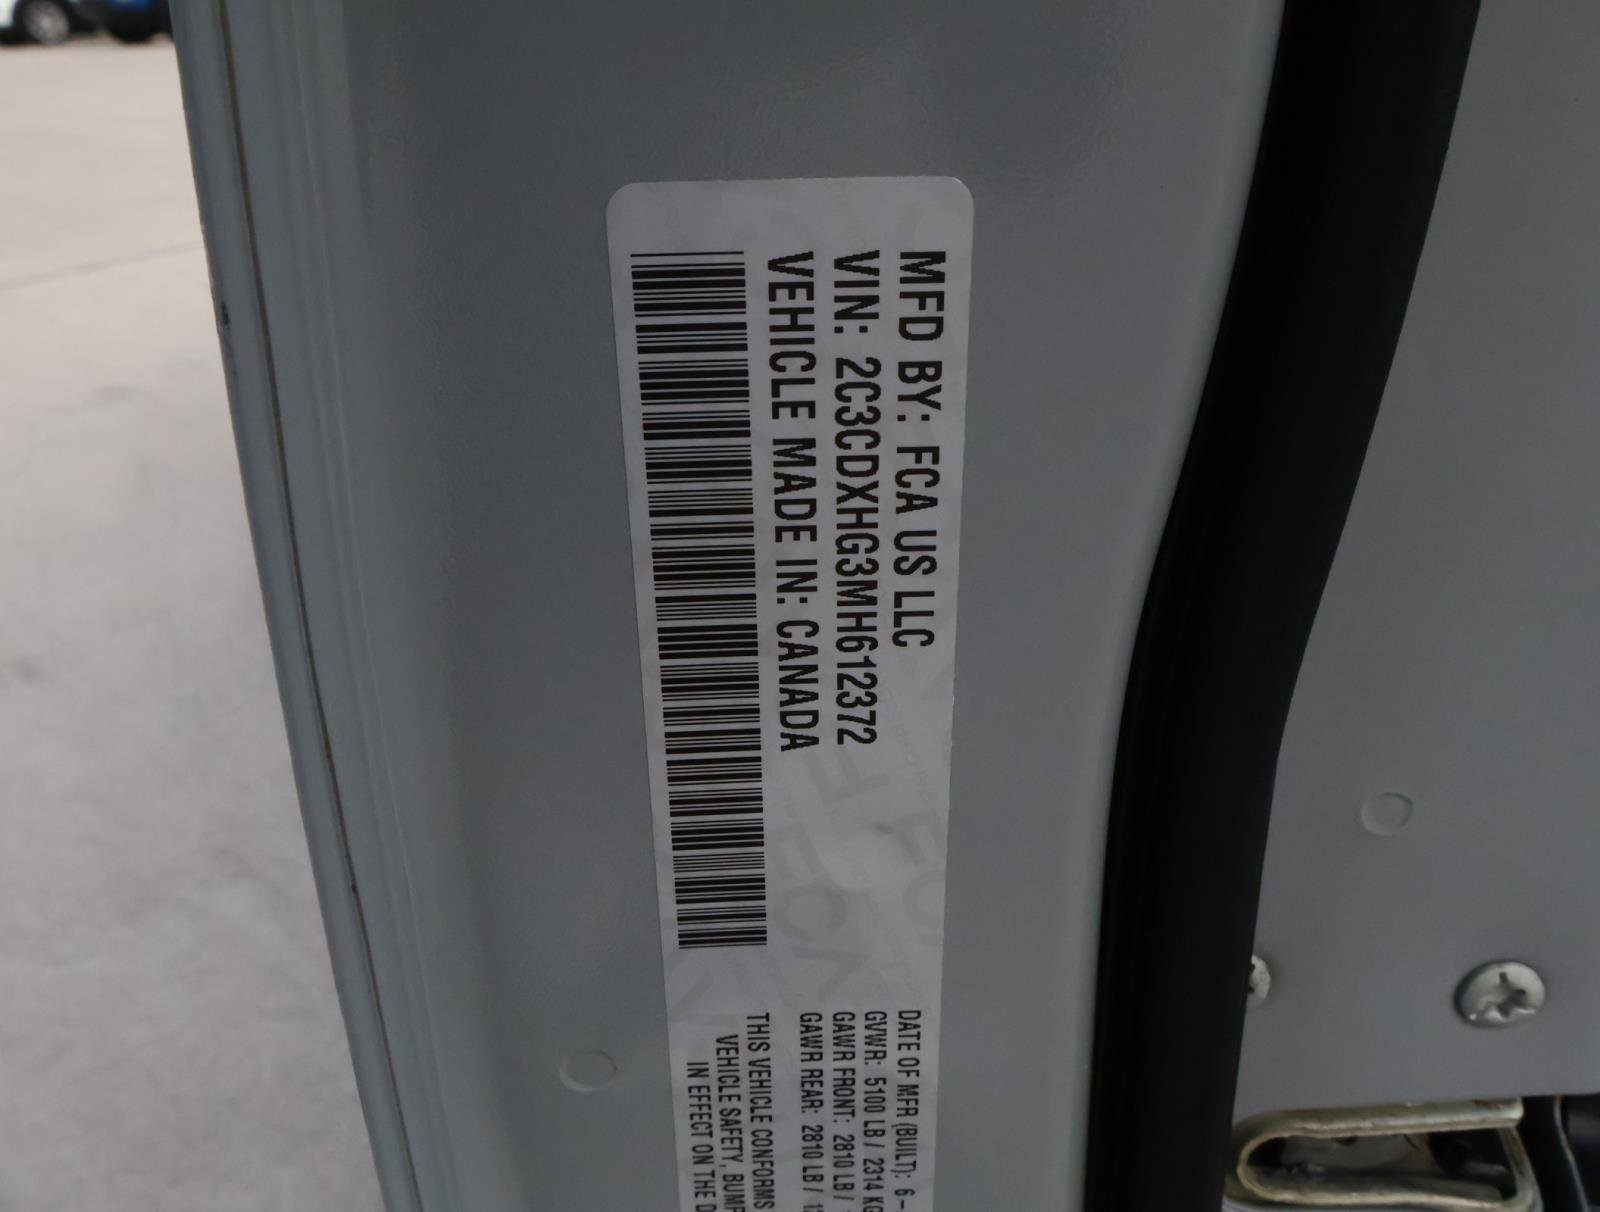 MFD BY: FCA US LLC
VIN: 2C3CDXHG3MH612372
VEHICLE MADE IN: CANADA
DATE OF MFR (BUILT): 6-
GVWR: 5100 LB/ 2314 KG
GAWR FRONT: 2810 LB/
GAWR REAR: 2810 LB/ 12
THIS VEHICLE CONFORMS
VEHICLE SAFETY, BUMP
IN EFFECT ON THE D